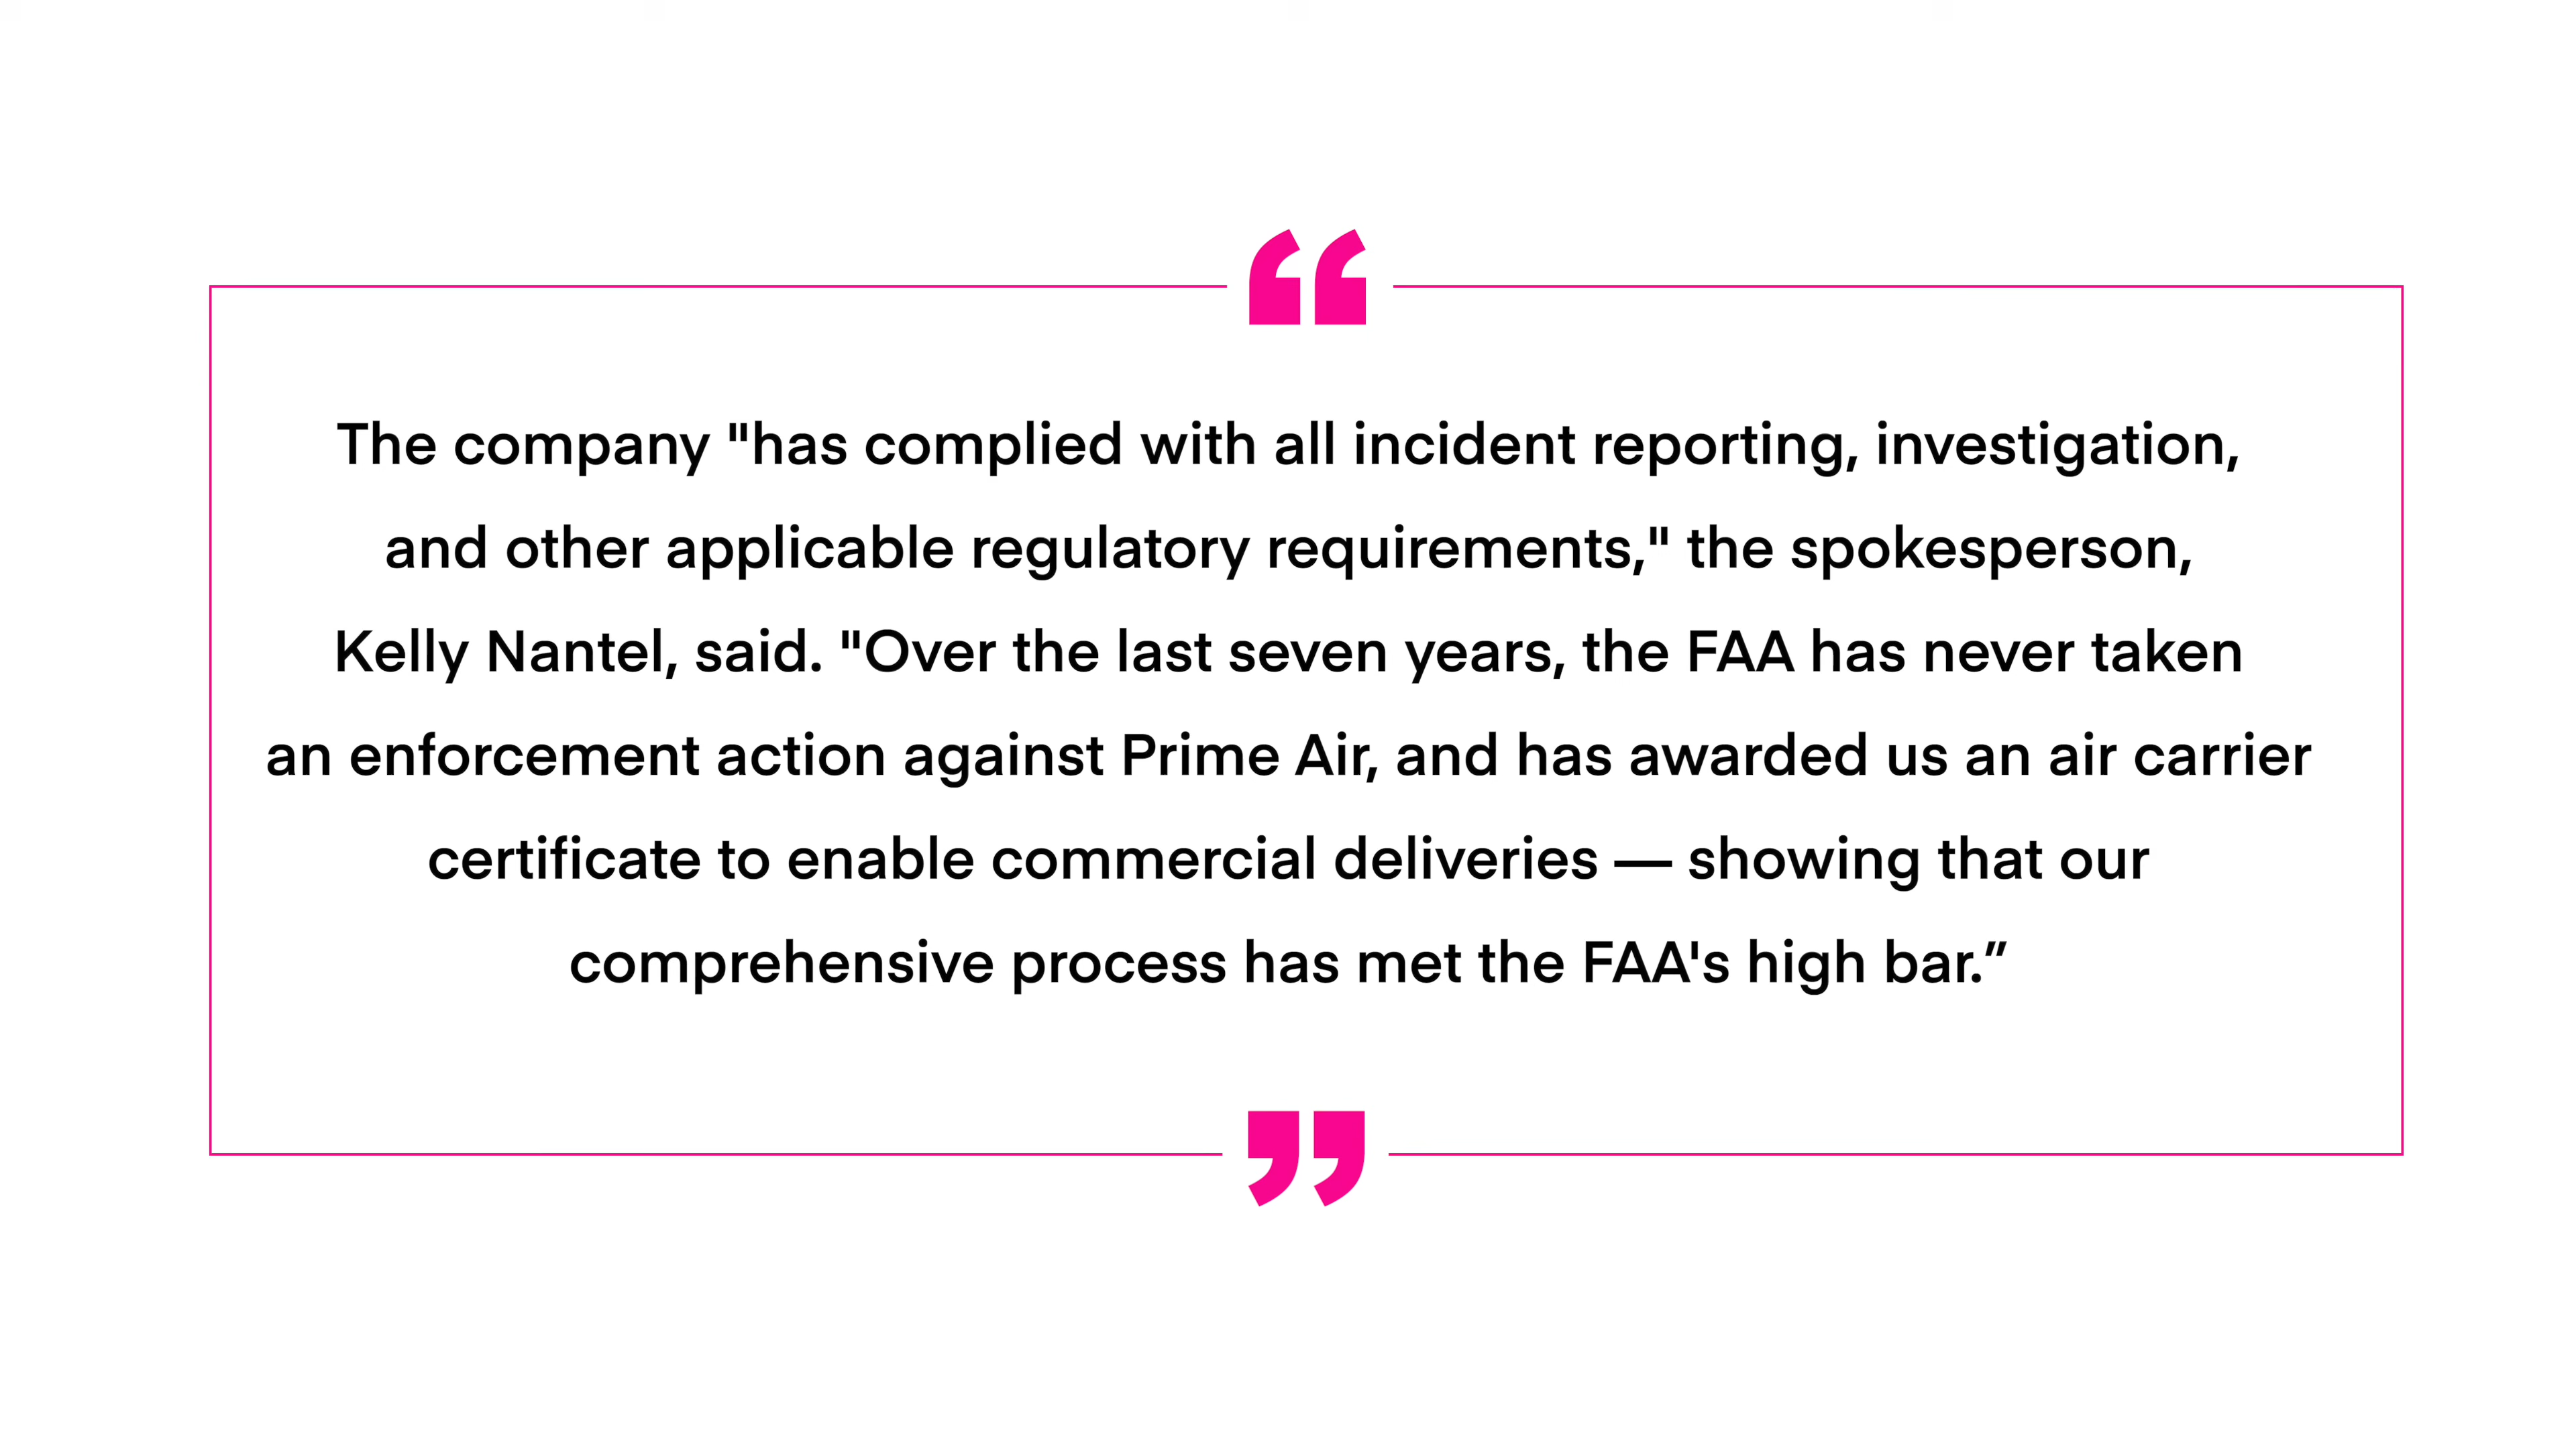 The company "has complied with all incident reporting, investigation,
and other applicable regulatory requirements," the spokesperson,
Kelly Nantel, said. "Over the last seven years, the FAA has never taken
an enforcement action against Prime Air, and has awarded us an air carrier
certificate to enable commercial deliveries — showing that our
comprehensive process has met the FAA's high bar.”